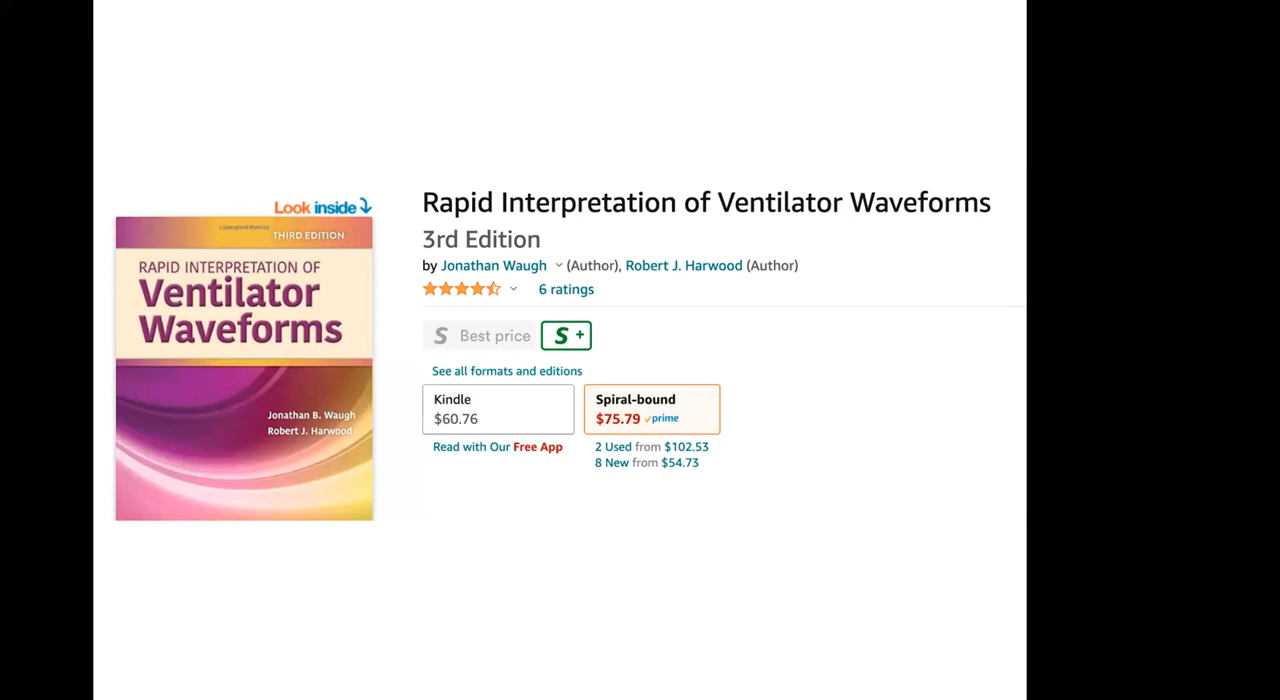 Look inside
Copyrighted Material
THIRD EDITION
RAPID INTERPRETATION OF
Ventilator
Waveforms
Jonathan B. Waugh
Robert J. Harwood
Rapid Interpretation of Ventilator Waveforms
3rd Edition
by Jonathan Waugh (Author), Robert J. Harwood (Author)
6 ratings
S Best price S +
See all formats and editions
Kindle
$60.76
Read with Our Free App
Spiral-bound
$75.79 prime
2 Used from $102.53
8 New from $54.73